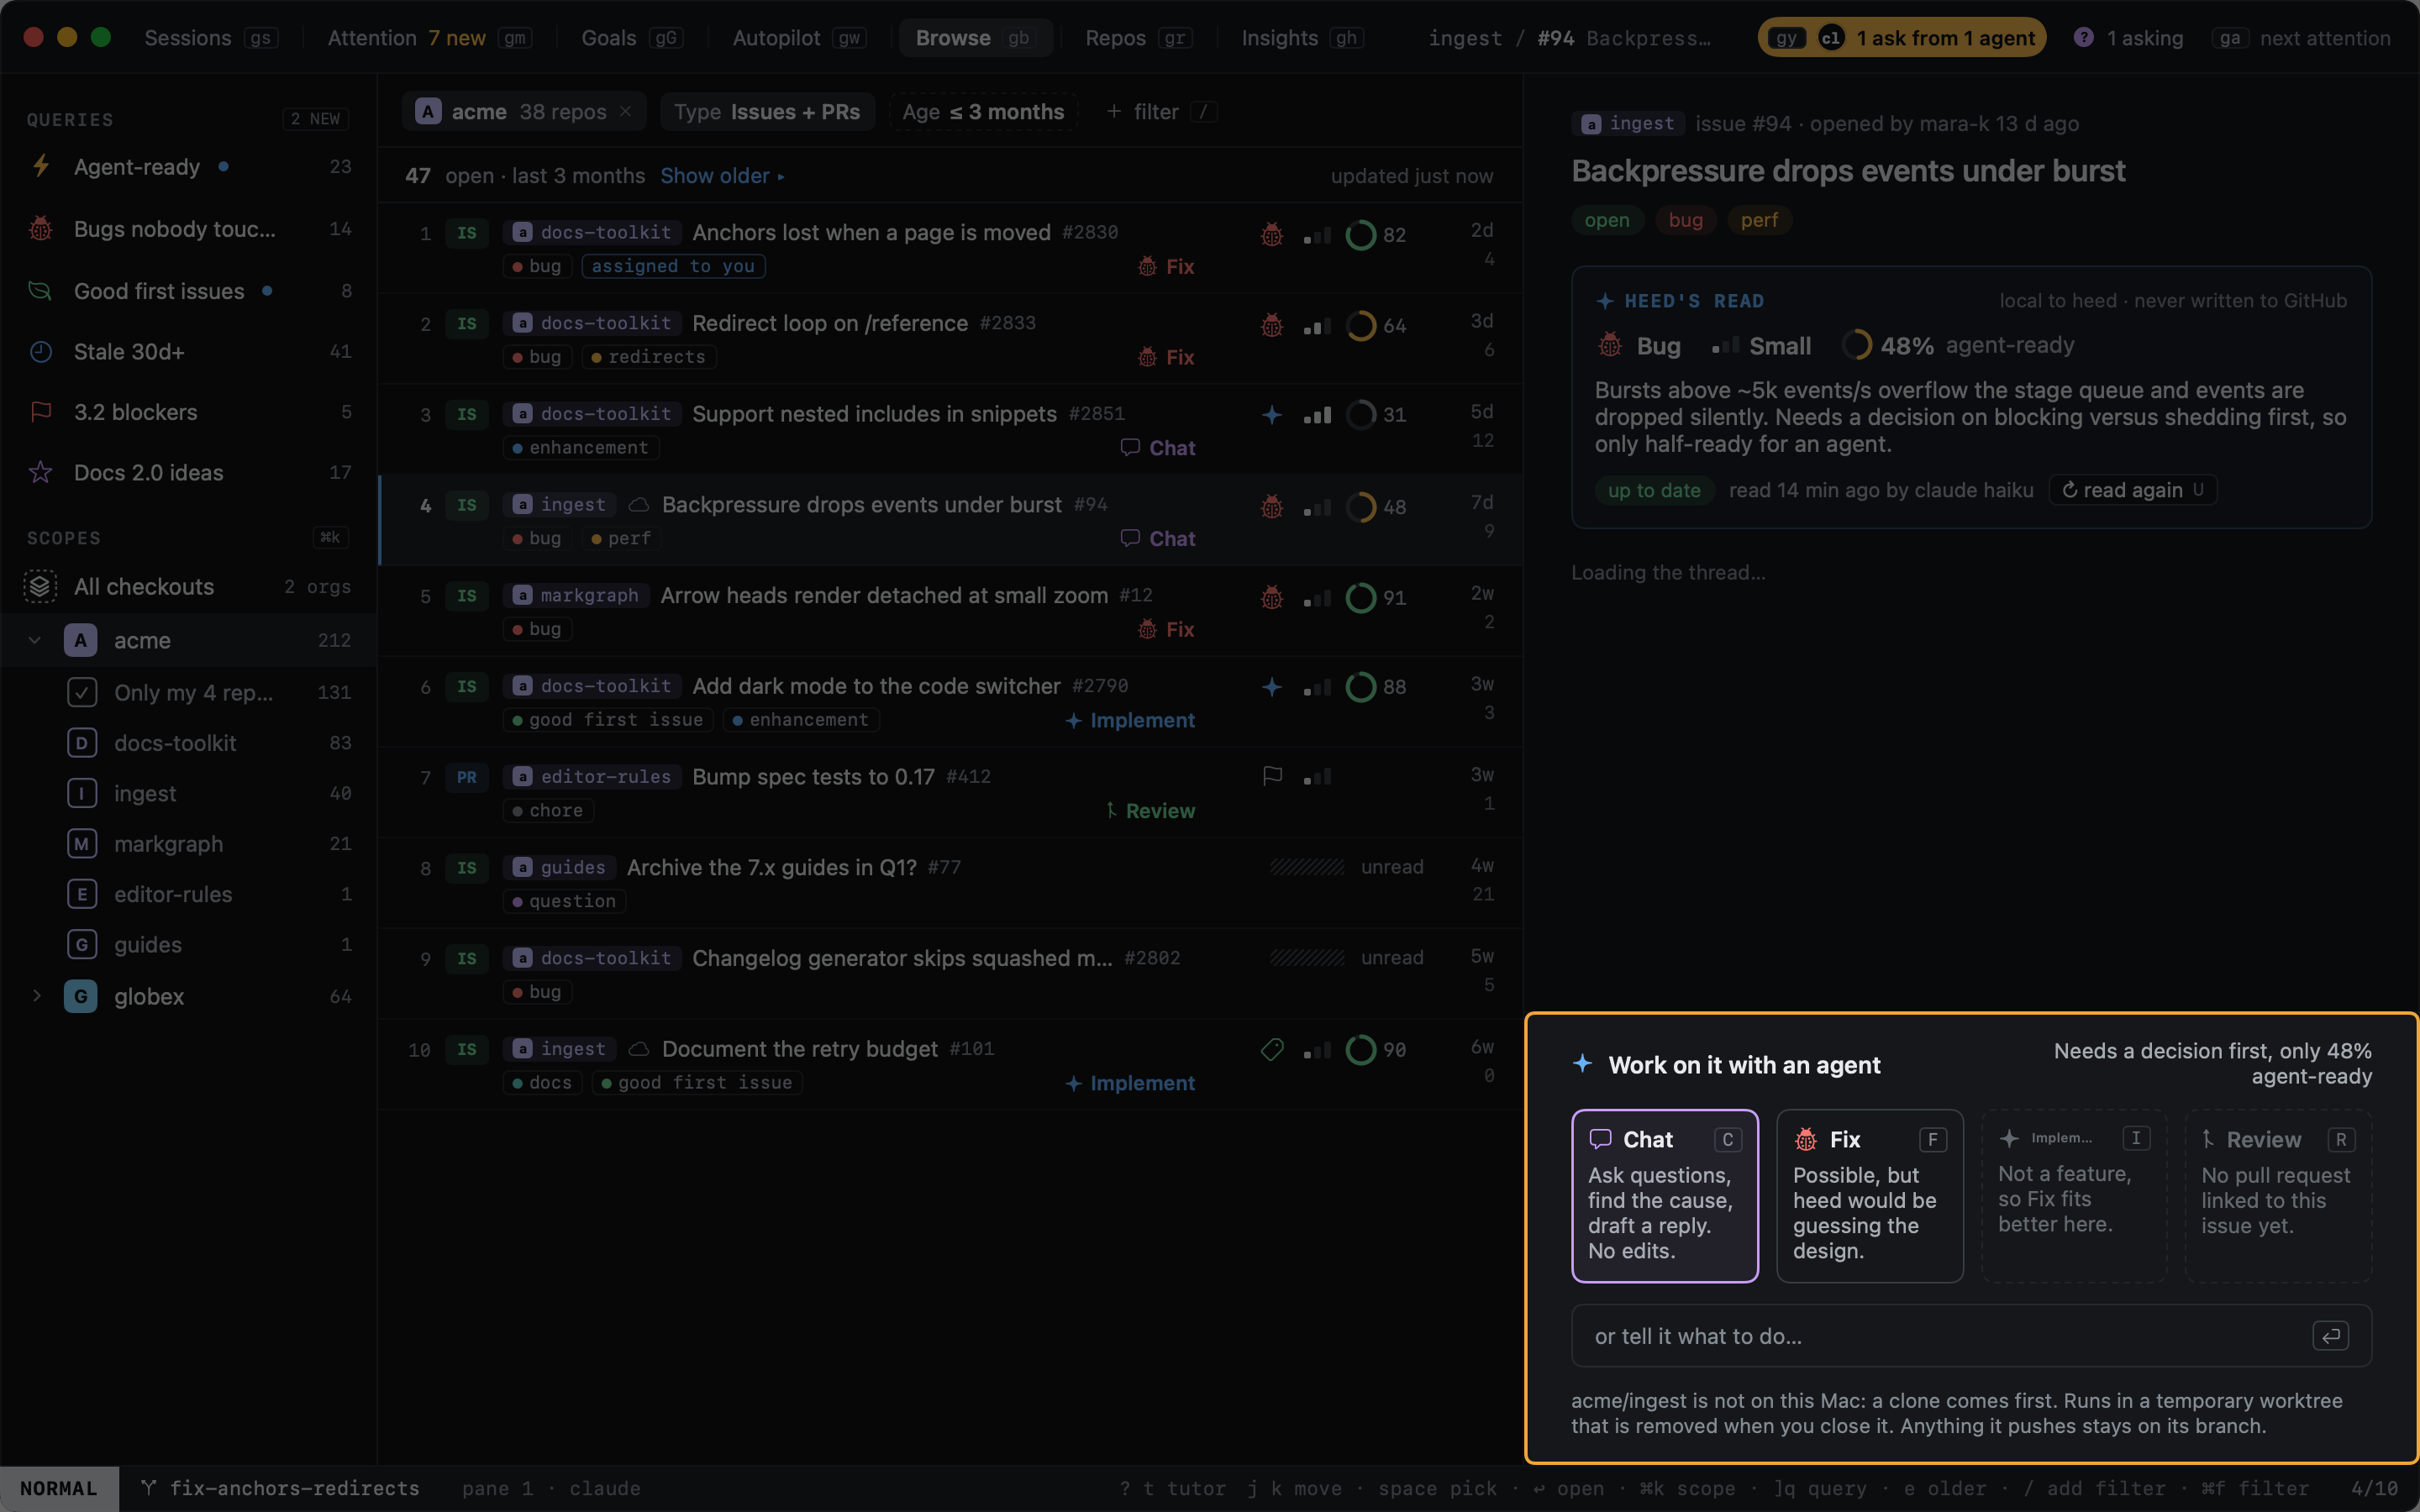 Sessions gs Attention 7 new gm Goals gG Autopilot gw Browse gb Repos gr Insights gh ingest / #94 Backpress… gy cl 1 ask from 1 agent ? 1 asking ga next attention
QUERIES 2 NEW
Agent-ready 23
Bugs nobody touc... 14
Good first issues 8
Stale 30d+ 41
3.2 blockers 5
Docs 2.0 ideas 17
SCOPES ⌘k
All checkouts 2 orgs
A acme 212
Only my 4 rep... 131
D docs-toolkit 83
I ingest 40
M markgraph 21
E editor-rules 1
G guides 1
G globex 64
A acme 38 repos × Type Issues + PRs Age ≤ 3 months + filter /
47 open · last 3 months Show older ▸ updated just now
1 IS a docs-toolkit Anchors lost when a page is moved #2830 82 2d
bug assigned to you Fix 4
2 IS a docs-toolkit Redirect loop on /reference #2833 64 3d
bug redirects Fix 6
3 IS a docs-toolkit Support nested includes in snippets #2851 31 5d
enhancement Chat 12
4 IS a ingest Backpressure drops events under burst #94 48 7d
bug perf Chat 9
5 IS a markgraph Arrow heads render detached at small zoom #12 91 2w
bug Fix 2
6 IS a docs-toolkit Add dark mode to the code switcher #2790 88 3w
good first issue enhancement Implement 3
7 PR a editor-rules Bump spec tests to 0.17 #412 3w
chore Review 1
8 IS a guides Archive the 7.x guides in Q1? #77 unread 4w
question 21
9 IS a docs-toolkit Changelog generator skips squashed m... #2802 unread 5w
bug 5
10 IS a ingest Document the retry budget #101 90 6w
docs good first issue Implement 0
a ingest issue #94 · opened by mara-k 13 d ago
Backpressure drops events under burst
open bug perf
HEED'S READ local to heed · never written to GitHub
Bug Small 48% agent-ready
Bursts above ~5k events/s overflow the stage queue and events are
dropped silently. Needs a decision on blocking versus shedding first, so
only half-ready for an agent.
up to date read 14 min ago by claude haiku read again U
Loading the thread...
Work on it with an agent
Needs a decision first, only 48%
agent-ready
Chat C
Ask questions,
find the cause,
draft a reply.
No edits.
Fix F
Possible, but
heed would be
guessing the
design.
Implem... I
Not a feature,
so Fix fits
better here.
Review R
No pull request
linked to this
issue yet.
or tell it what to do...
acme/ingest is not on this Mac: a clone comes first. Runs in a temporary worktree
that is removed when you close it. Anything it pushes stays on its branch.
NORMAL fix-anchors-redirects pane 1 · claude ? t tutor j k move · space pick · ↩ open · ⌘k scope · ]q query · e older · / add filter · ⌘f filter 4/10